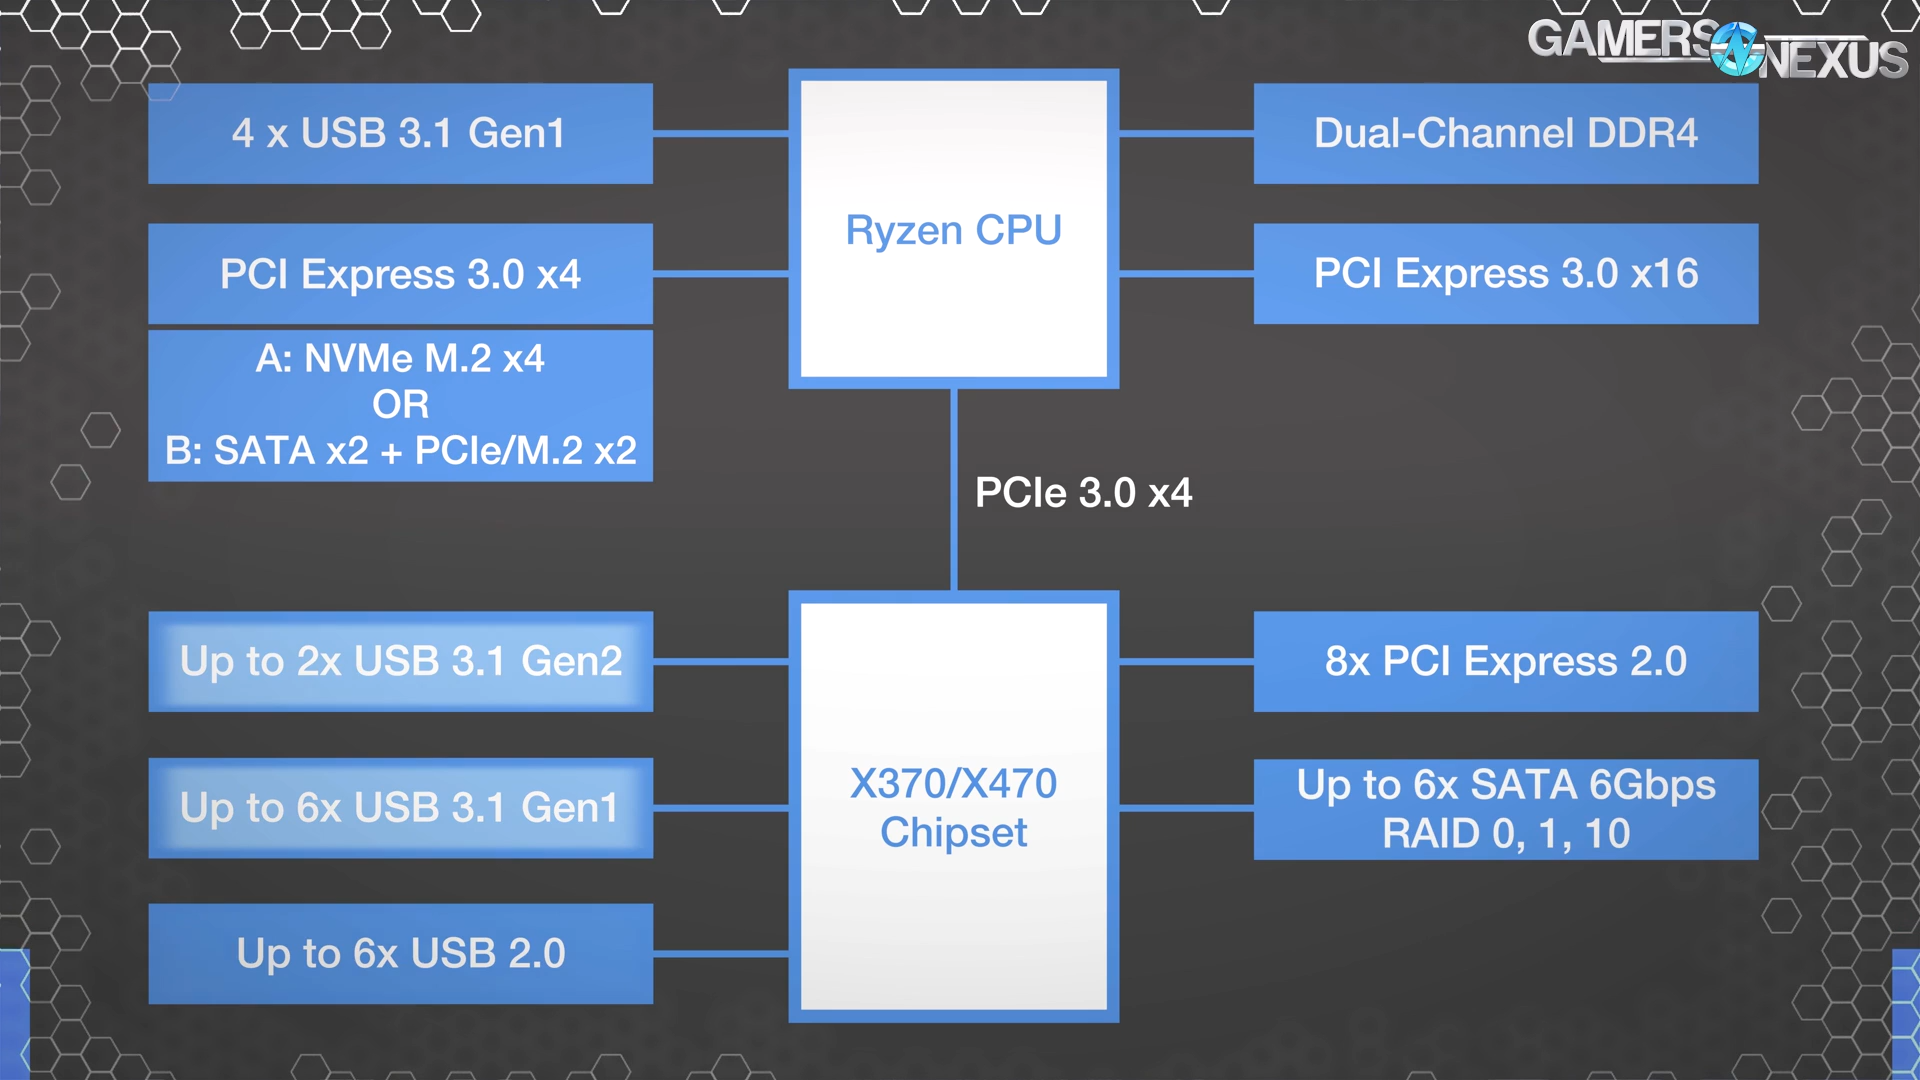 GAMERS NEXUS
4 x USB 3.1 Gen1
Ryzen CPU
Dual-Channel DDR4
PCI Express 3.0 x4
PCI Express 3.0 x16
A: NVMe M.2 x4
OR
B: SATA x2 + PCIe/M.2 x2
PCIe 3.0 x4
Up to 2x USB 3.1 Gen2
8x PCI Express 2.0
Up to 6x USB 3.1 Gen1
X370/X470
Chipset
Up to 6x SATA 6Gbps
RAID 0, 1, 10
Up to 6x USB 2.0